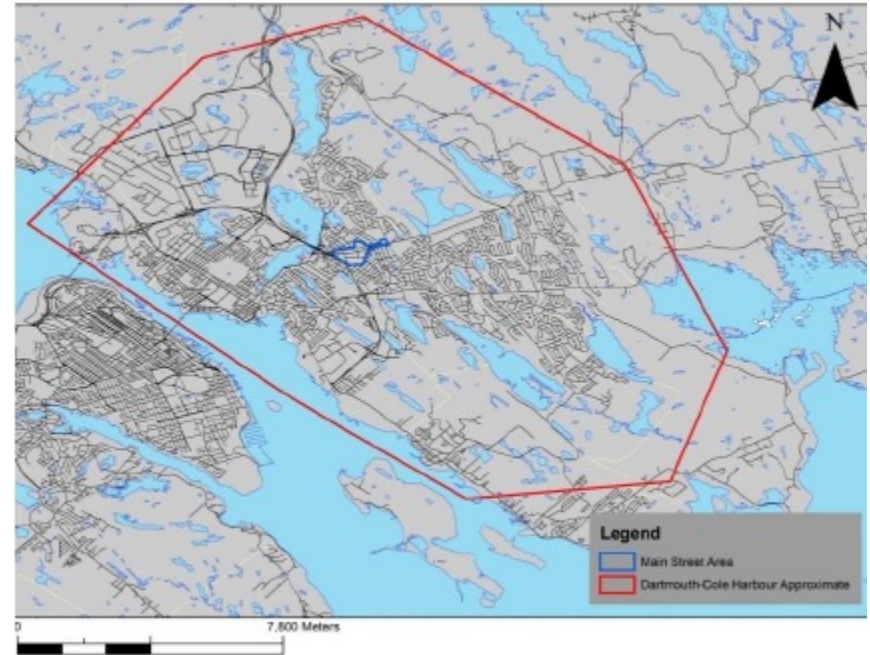 N
Legend
Main Street Area
Dartmouth-Cole Harbour Approximate
0 7,800 Meters